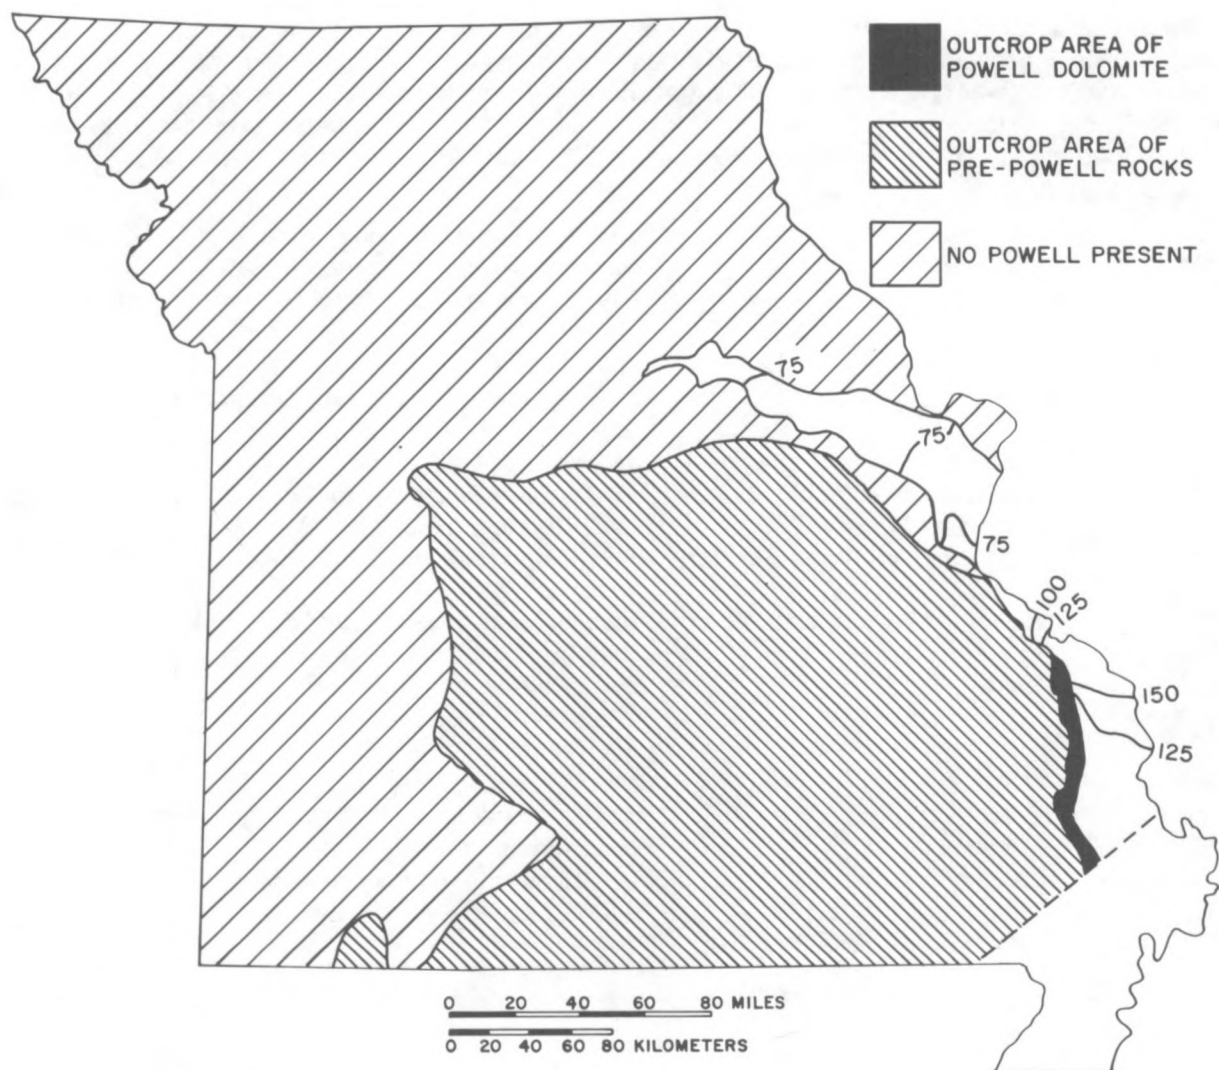 OUTCROP AREA OF
POWELL DOLOMITE
OUTCROP AREA OF
PRE-POWELL ROCKS
NO POWELL PRESENT
75
75
75
100
125
150
125
0 20 40 60 80 MILES
0 20 40 60 80 KILOMETERS